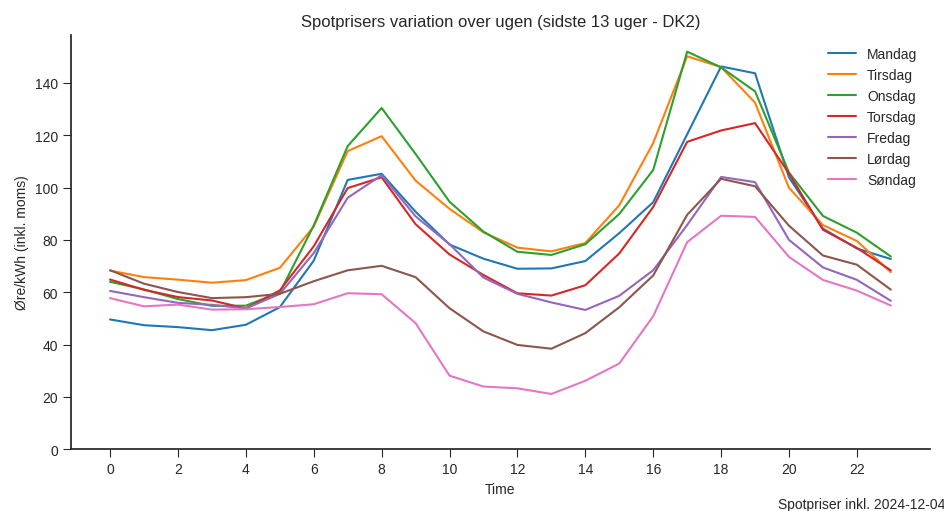 Spotprisers variation over ugen (sidste 13 uger - DK2)
Mandag
Tirsdag
Onsdag
Torsdag
Fredag
Lørdag
Søndag
Øre/kWh (inkl. moms)
140
120
100
80
60
40
20
0
0 2 4 6 8 10 12 14 16 18 20 22
Time
Spotpriser inkl. 2024-12-04